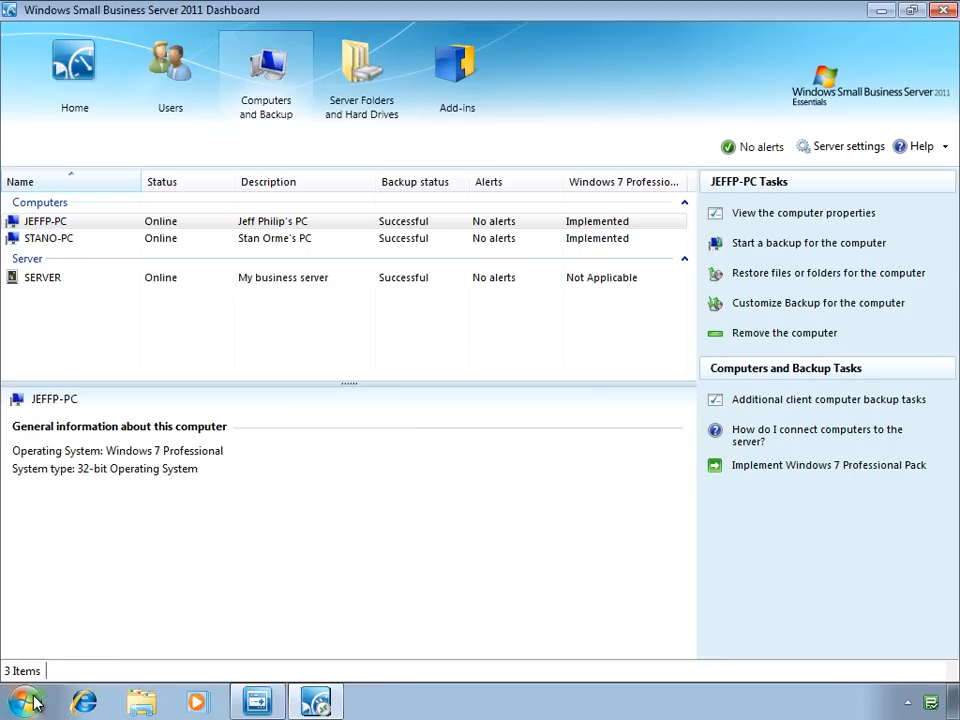 Windows Small Business Server 2011 Dashboard
Home
Users
Computers
and Backup
Server Folders
and Hard Drives
Add-ins
Windows Small Business Server 2011
Essentials
No alerts
Server settings
Help
Name
Status
Description
Backup status
Alerts
Windows 7 Professio...
JEFFP-PC Tasks
Computers
JEFFP-PC
Online
Jeff Philip's PC
Successful
No alerts
Implemented
STANO-PC
Online
Stan Orme's PC
Successful
No alerts
Implemented
Server
SERVER
Online
My business server
Successful
No alerts
Not Applicable
View the computer properties
Start a backup for the computer
Restore files or folders for the computer
Customize Backup for the computer
Remove the computer
Computers and Backup Tasks
Additional client computer backup tasks
How do I connect computers to the
server?
Implement Windows 7 Professional Pack
JEFFP-PC
General information about this computer
Operating System: Windows 7 Professional
System type: 32-bit Operating System
3 Items